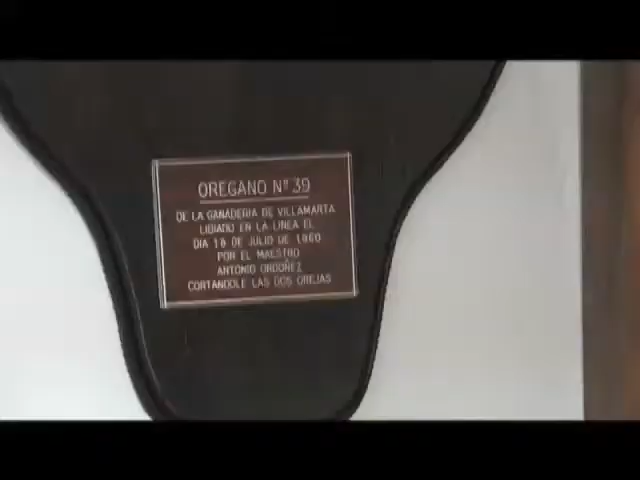 OREGANO Nº 39
DE LA GANADERIA DE VILLAMARTA
LIDIADO EN LA LINEA EL
DIA 18 DE JULIO DE 1960
POR EL MAESTRO
ANTONIO ORDOÑEZ
CORTANDOLE LAS DOS OREJAS